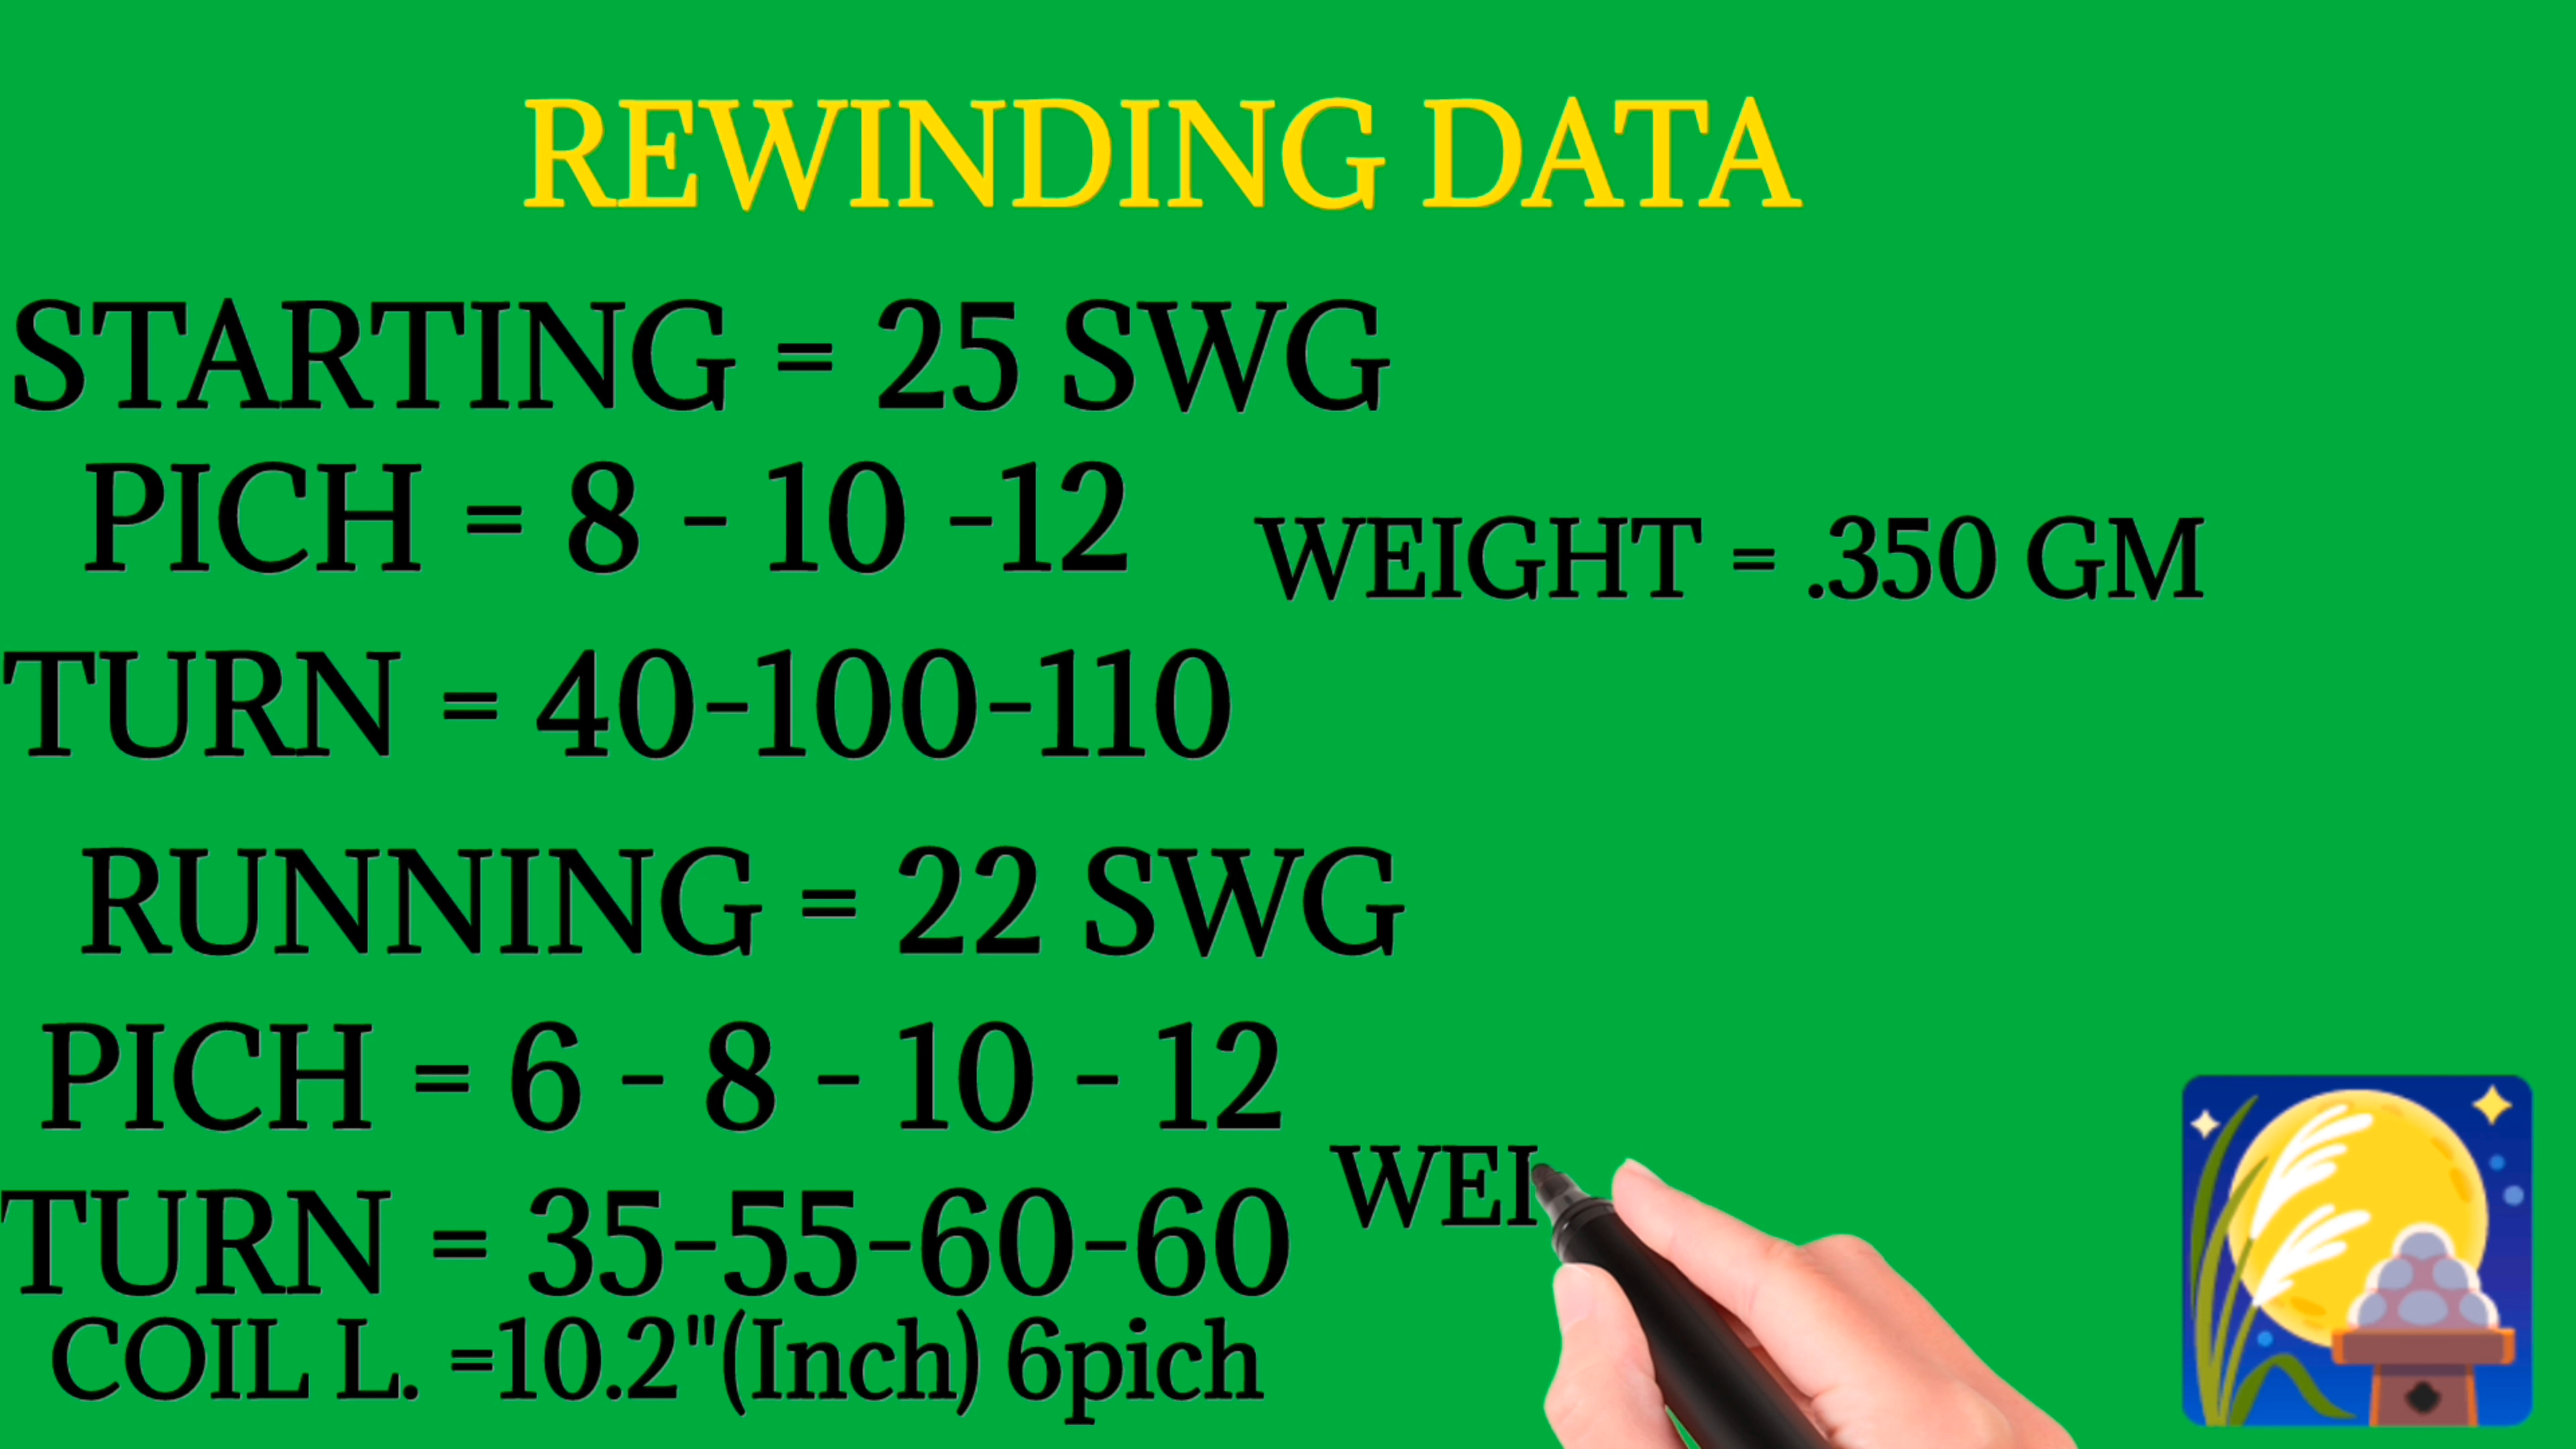 REWINDING DATA
STARTING = 25 SWG
PICH = 8 - 10 -12
WEIGHT = .350 GM
TURN = 40-100-110
RUNNING = 22 SWG
PICH = 6 - 8 - 10 - 12
WEI
TURN = 35-55-60-60
COIL L. =10.2"(Inch) 6pich